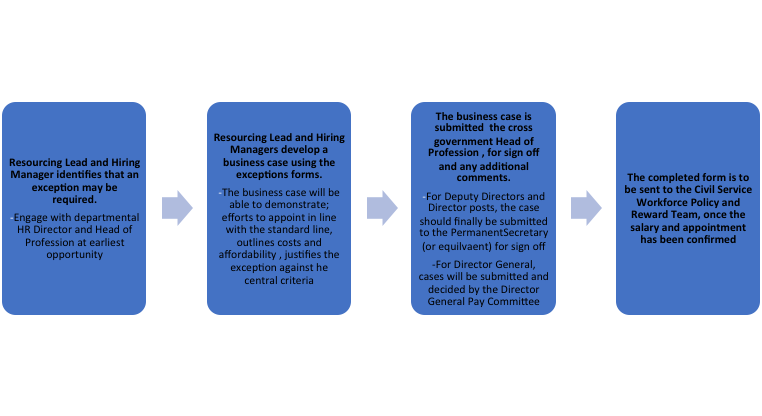 Resourcing Lead and Hiring
Manager identifies that an
exception may be
required.
-Engage with departmental
HR Director and Head of
Profession at earliest
opportunity
Resourcing Lead and Hiring
Managers develop a
business case using the
exceptions forms.
-The business case will be
able to demonstrate;
efforts to appoint in line
with the standard line,
outlines costs and
affordability , justifies the
exception against he
central criteria
The business case is
submitted  the cross
government Head of
Profession , for sign off
and any additional
comments.
-For Deputy Directors and
Director posts, the case
should finally be submitted
to the PermanentSecretary
(or equilvaent) for sign off
-For Director General,
cases will be submitted and
decided by the Director
General Pay Committee
The completed form is to
be sent to the Civil Service
Workforce Policy and
Reward Team, once the
salary and appointment
has been confirmed